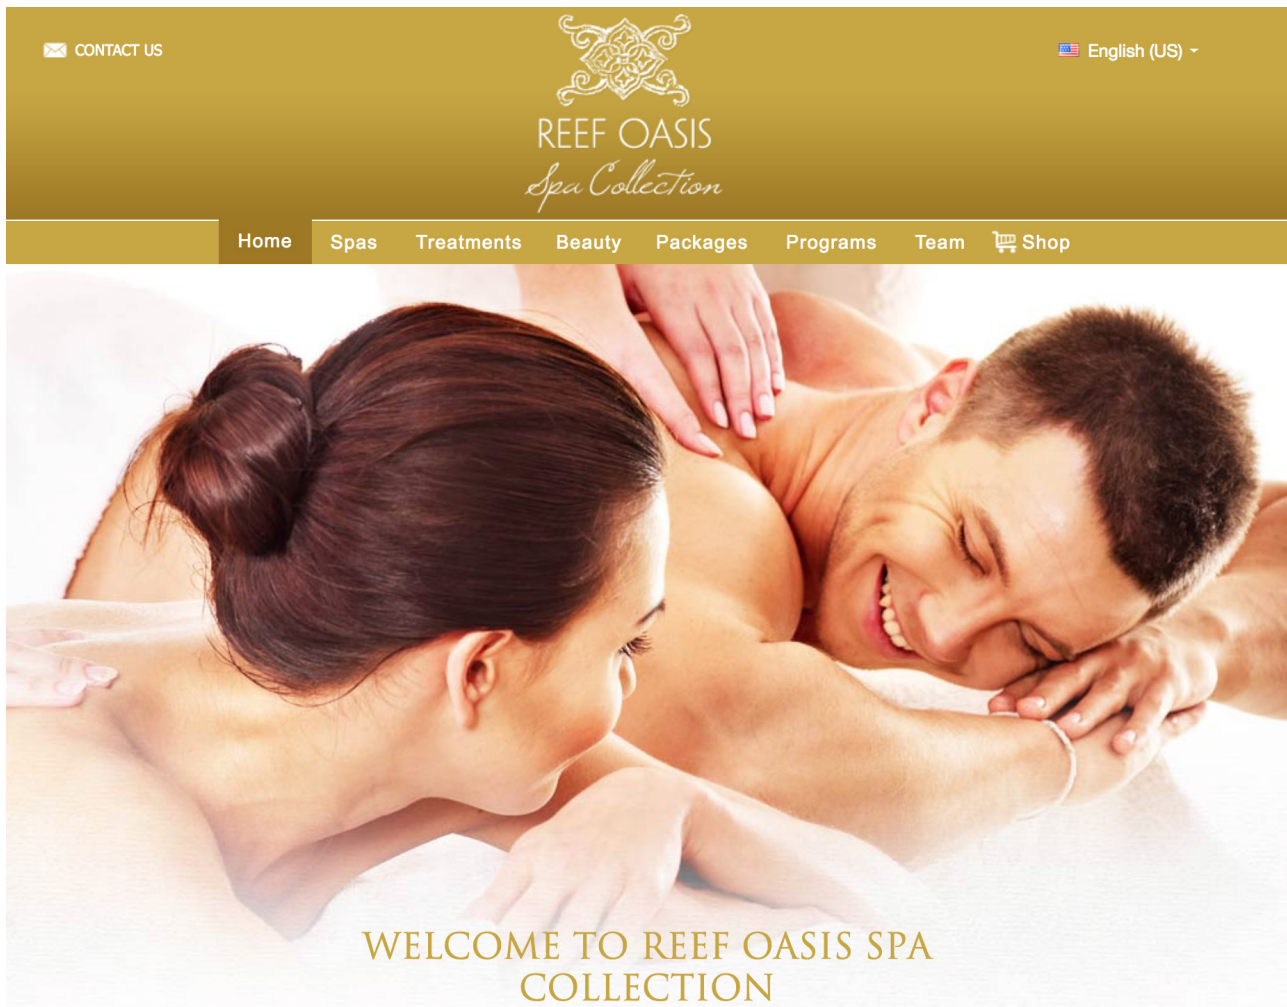 CONTACT US
English (US)
REEF OASIS
Spa Collection
Home Spas Treatments Beauty Packages Programs Team Shop
WELCOME TO REEF OASIS SPA
COLLECTION